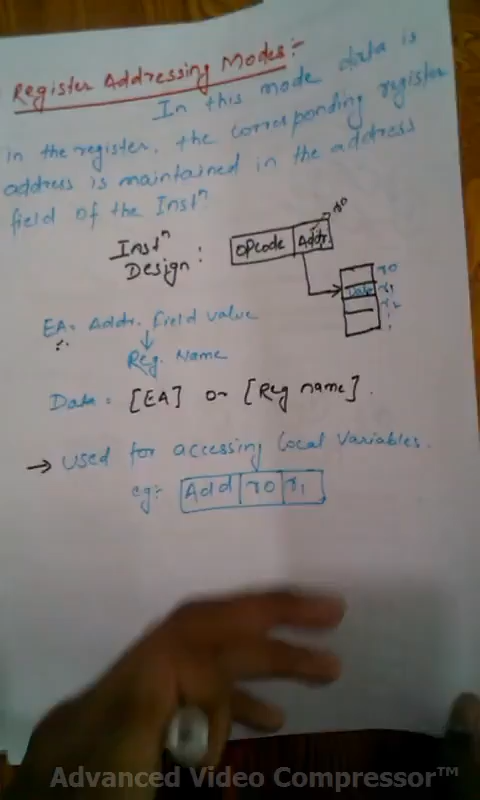 Register Addressing Modes:-
In this mode data is
in the register, the corresponding register
address is maintained in the address
field of the Instⁿ
Instⁿ
Design:
opcode Addr.
r0
r0
Data r1
r2
EA = Addr. field value
Reg. Name
Data = [EA] or [Reg name].
→ Used for accessing local variables.
eg:- Add r0 r1
Advanced Video Compressor™